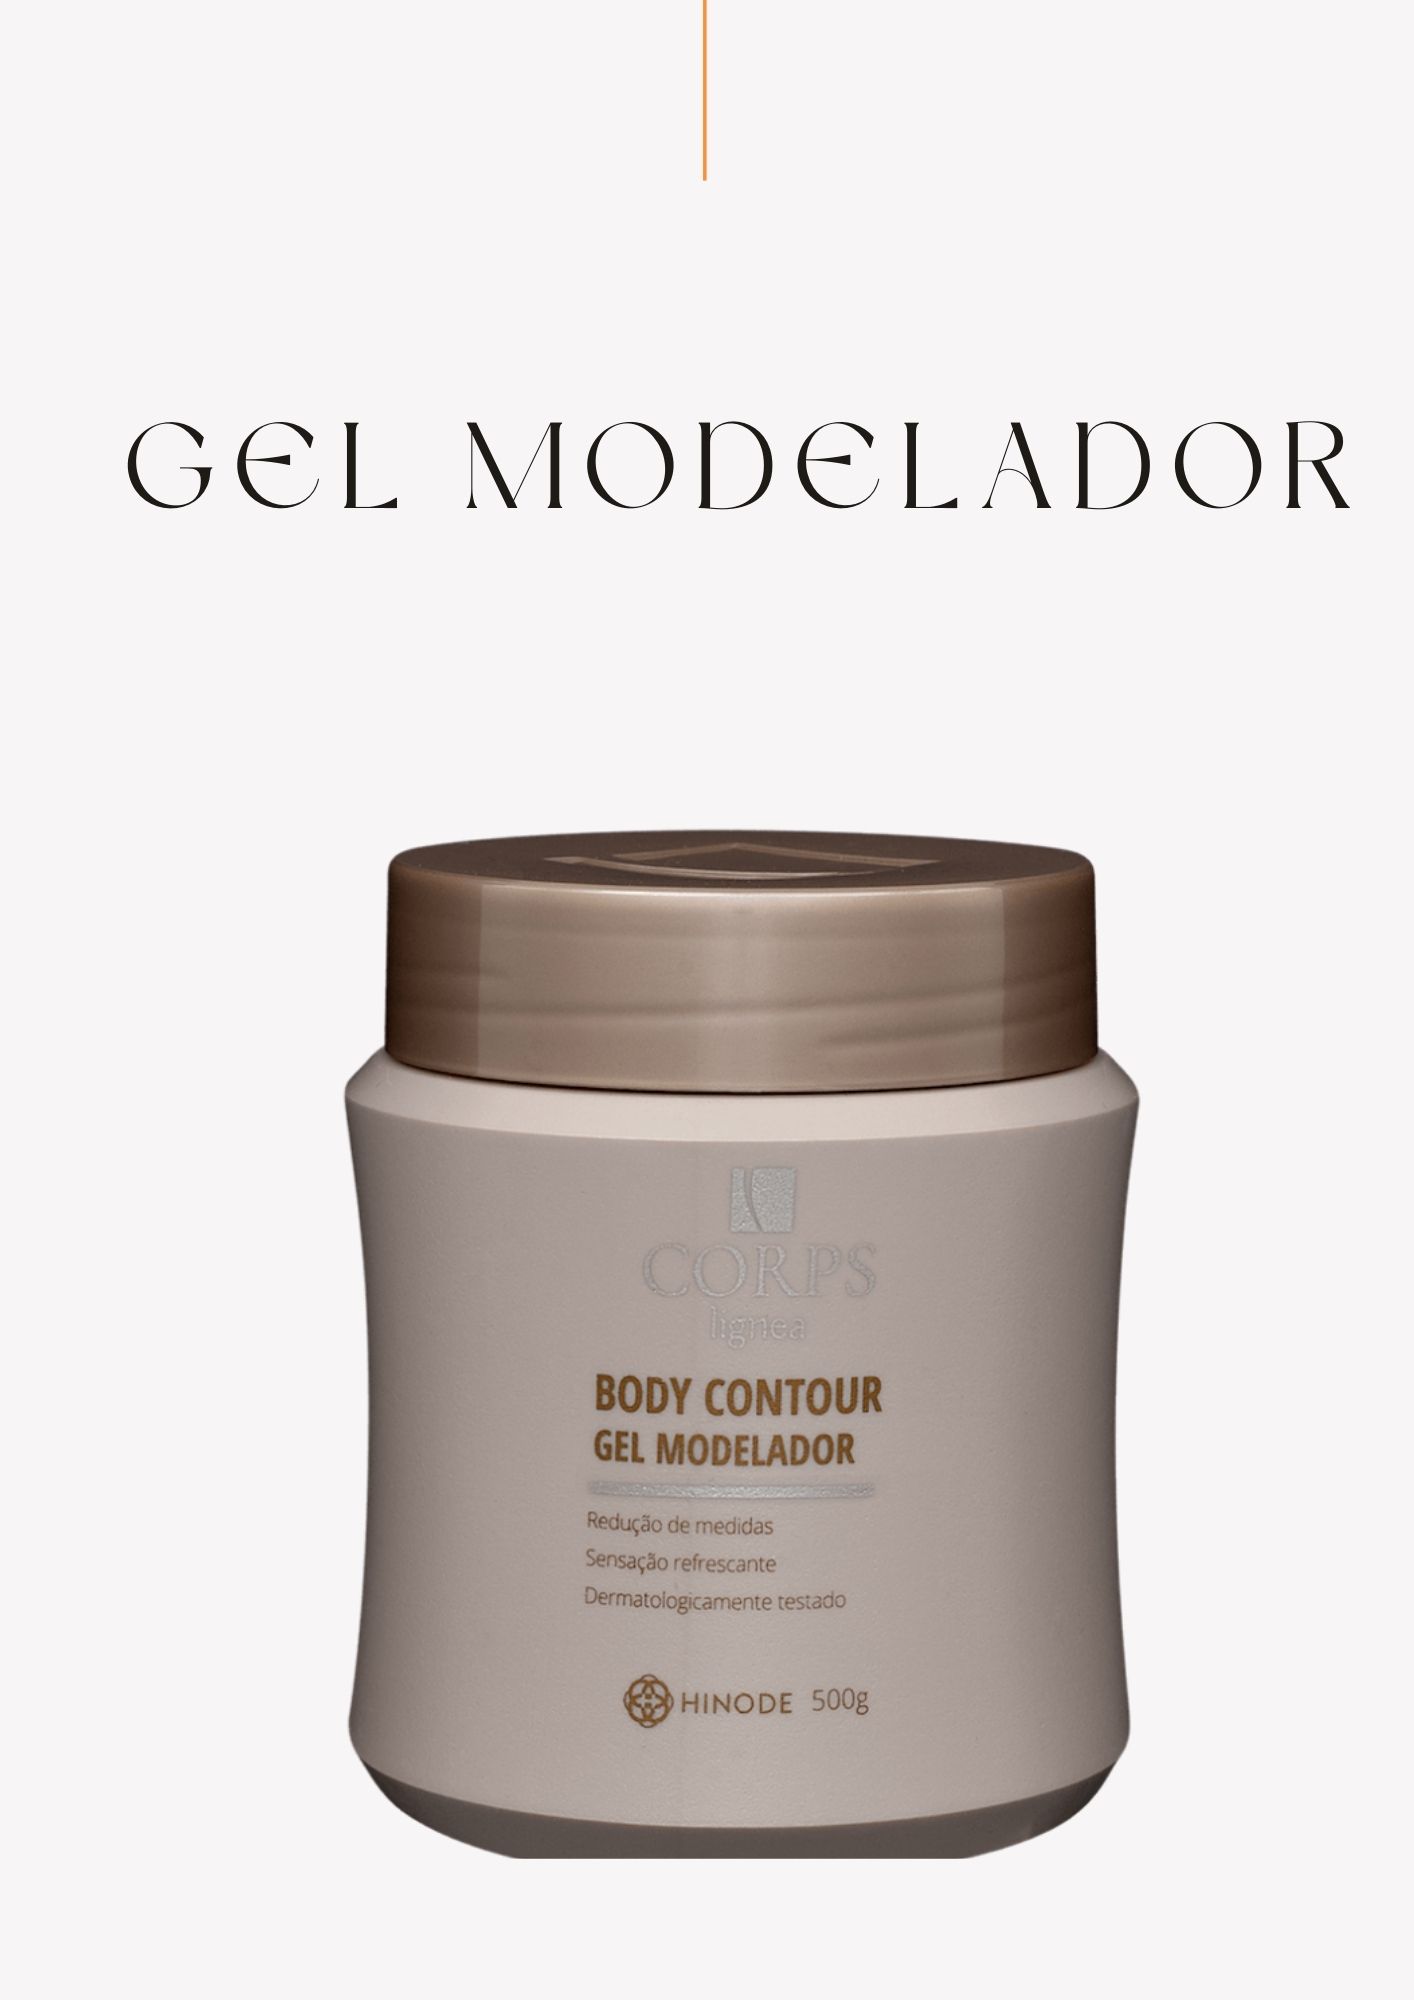 GEL MODELADOR
CORPS
lignea
BODY CONTOUR
GEL MODELADOR
Redução de medidas
Sensação refrescante
Dermatologicamente testado
HINODE 500g